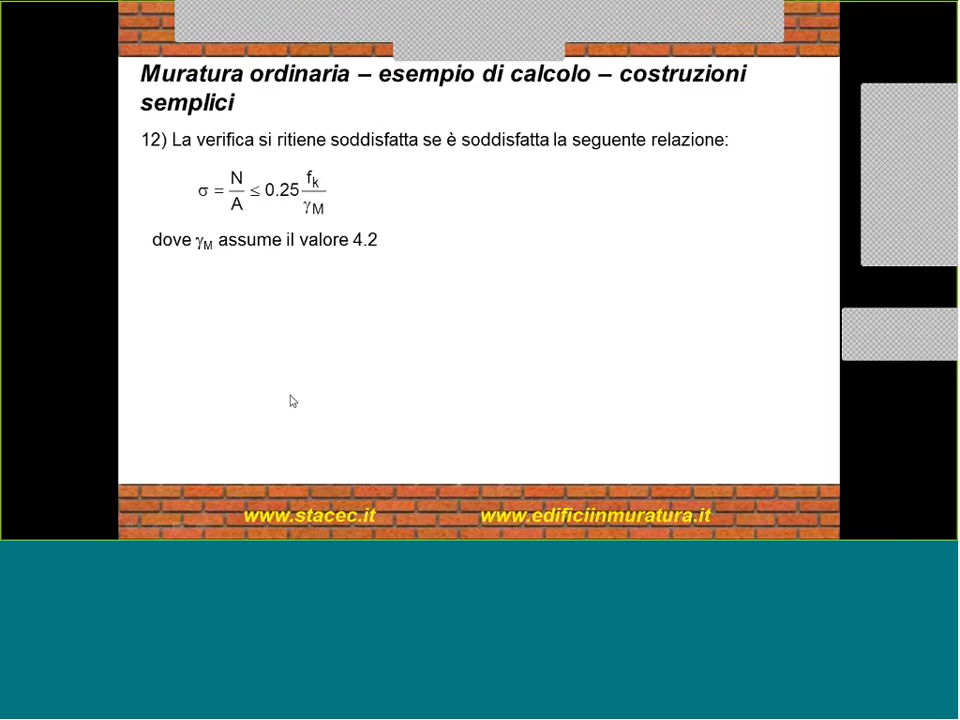 Muratura ordinaria – esempio di calcolo – costruzioni
semplici
12) La verifica si ritiene soddisfatta se è soddisfatta la seguente relazione:
σ = N/A ≤ 0.25 fk/γM
dove γM assume il valore 4.2
www.stacec.it www.edificiinmuratura.it